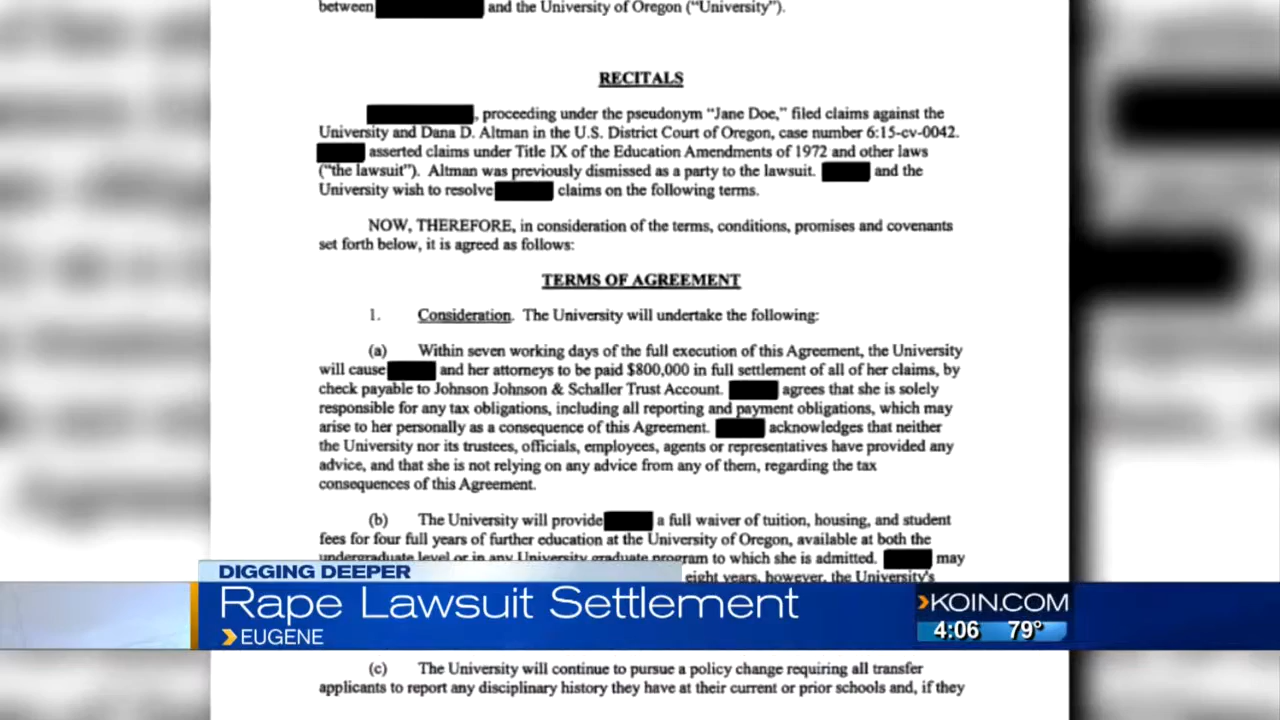 between and the University of Oregon (“University”).
RECITALS
, proceeding under the pseudonym “Jane Doe,” filed claims against the
University and Dana D. Altman in the U.S. District Court of Oregon, case number 6:15-cv-0042.
asserted claims under Title IX of the Education Amendments of 1972 and other laws
(“the lawsuit”). Altman was previously dismissed as a party to the lawsuit. and the
University wish to resolve claims on the following terms.
NOW, THEREFORE, in consideration of the terms, conditions, promises and covenants
set forth below, it is agreed as follows:
TERMS OF AGREEMENT
1. Consideration. The University will undertake the following:
(a) Within seven working days of the full execution of this Agreement, the University
will cause and her attorneys to be paid $800,000 in full settlement of all of her claims, by
check payable to Johnson Johnson & Schaller Trust Account. agrees that she is solely
responsible for any tax obligations, including all reporting and payment obligations, which may
arise to her personally as a consequence of this Agreement. acknowledges that neither
the University nor its trustees, officials, employees, agents or representatives have provided any
advice, and that she is not relying on any advice from any of them, regarding the tax
consequences of this Agreement.
(b) The University will provide a full waiver of tuition, housing, and student
fees for four full years of further education at the University of Oregon, available at both the
undergraduate level or in any University graduate program to which she is admitted. may
eight years, however, the University's
DIGGING DEEPER
Rape Lawsuit Settlement
EUGENE
KOIN.COM
4:06 79°
(c) The University will continue to pursue a policy change requiring all transfer
applicants to report any disciplinary history they have at their current or prior schools and, if they